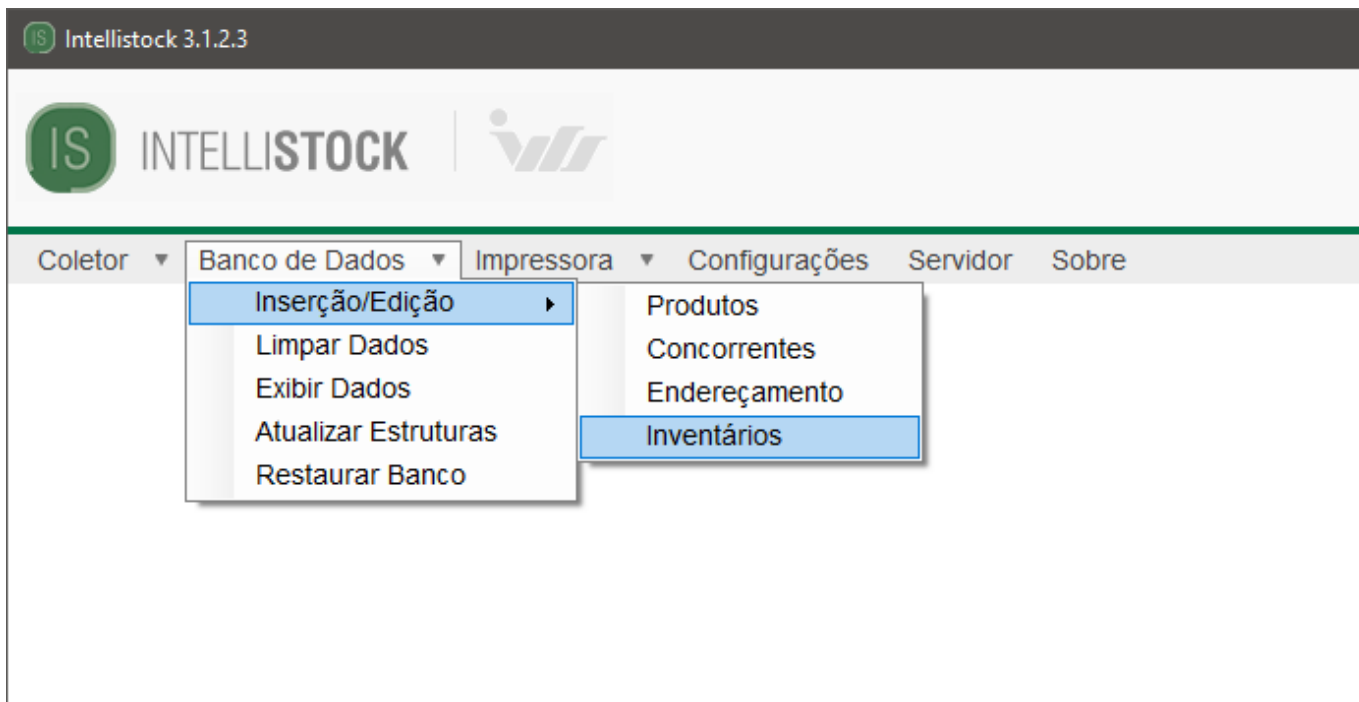 IS Intellistock 3.1.2.3
IS INTELLISTOCK iws
Coletor Banco de Dados Impressora Configurações Servidor Sobre
Inserção/Edição Produtos
Limpar Dados Concorrentes
Exibir Dados Endereçamento
Atualizar Estruturas Inventários
Restaurar Banco